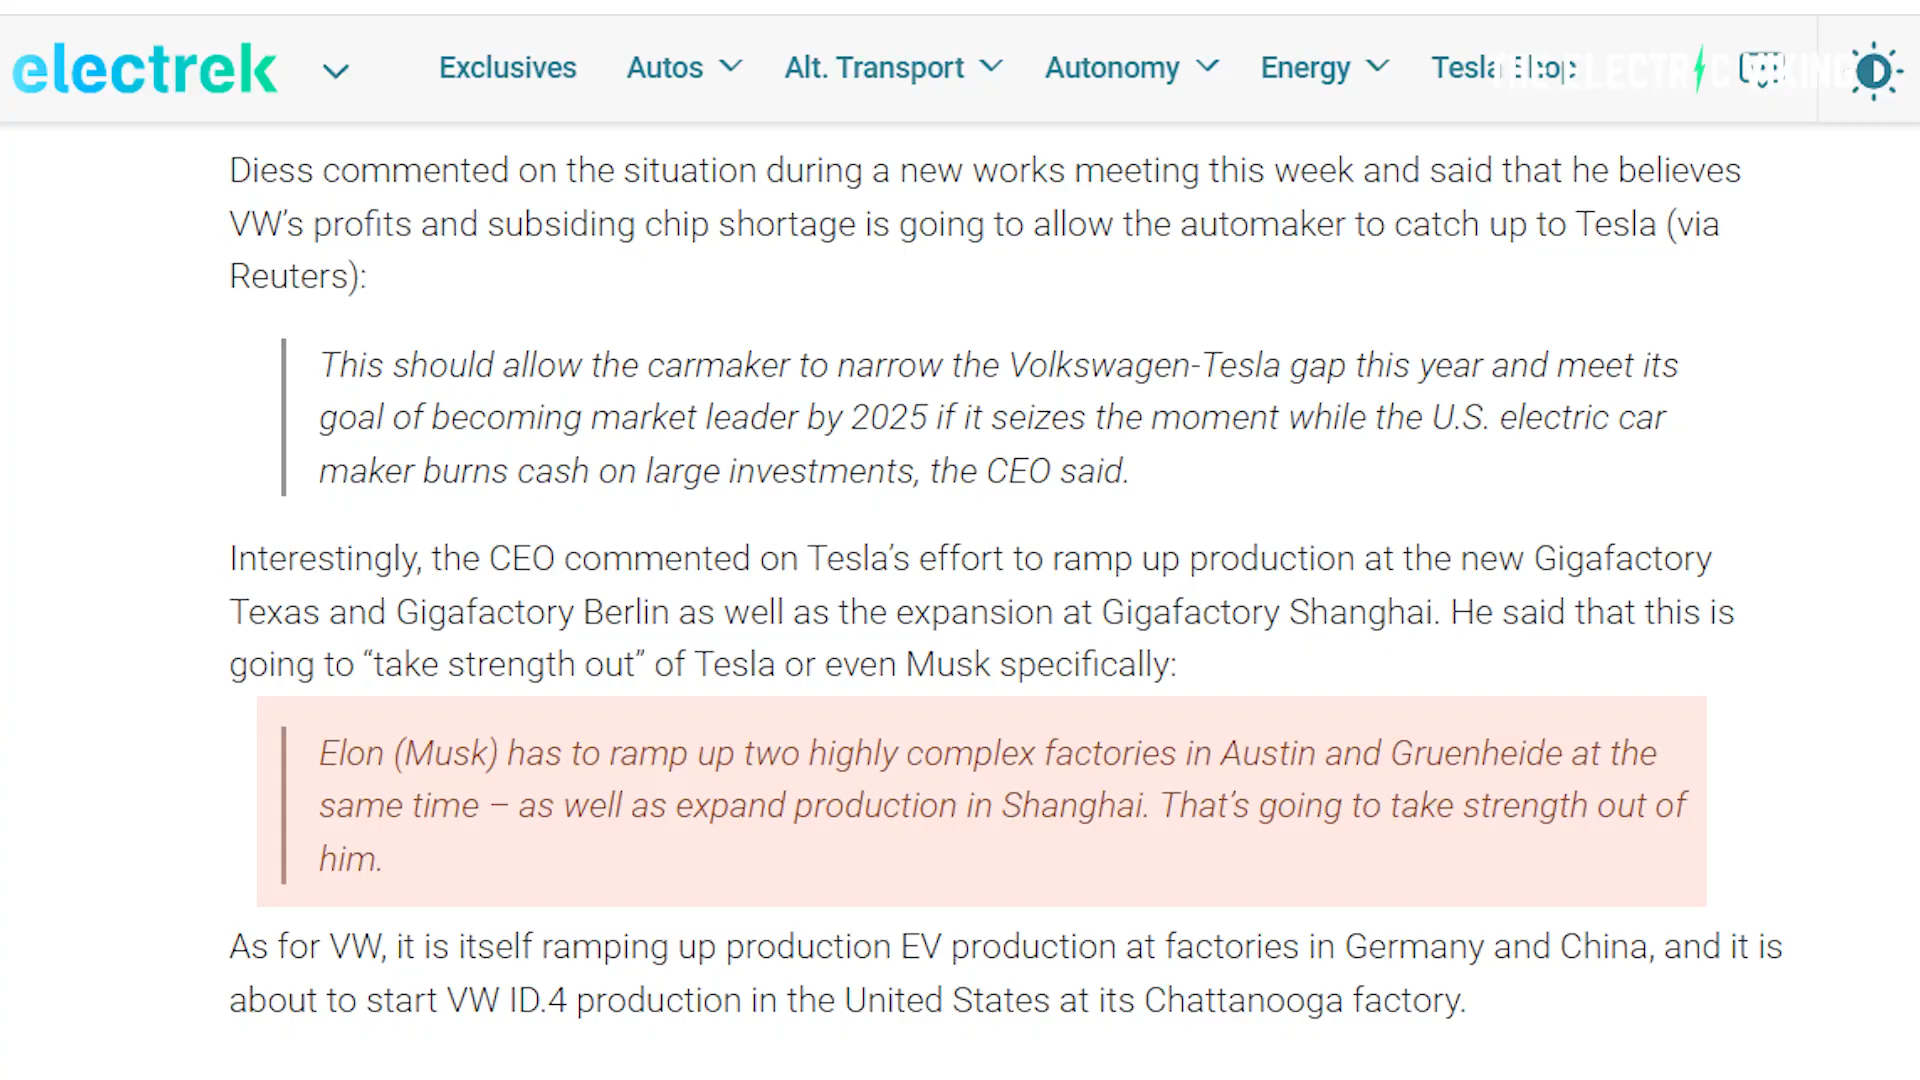 electrek
Exclusives Autos Alt. Transport Autonomy Energy Tesla Shop
THE ELECTRIC VIKING
Diess commented on the situation during a new works meeting this week and said that he believes
VW’s profits and subsiding chip shortage is going to allow the automaker to catch up to Tesla (via
Reuters):
This should allow the carmaker to narrow the Volkswagen-Tesla gap this year and meet its
goal of becoming market leader by 2025 if it seizes the moment while the U.S. electric car
maker burns cash on large investments, the CEO said.
Interestingly, the CEO commented on Tesla’s effort to ramp up production at the new Gigafactory
Texas and Gigafactory Berlin as well as the expansion at Gigafactory Shanghai. He said that this is
going to “take strength out” of Tesla or even Musk specifically:
Elon (Musk) has to ramp up two highly complex factories in Austin and Gruenheide at the
same time – as well as expand production in Shanghai. That’s going to take strength out of
him.
As for VW, it is itself ramping up production EV production at factories in Germany and China, and it is
about to start VW ID.4 production in the United States at its Chattanooga factory.